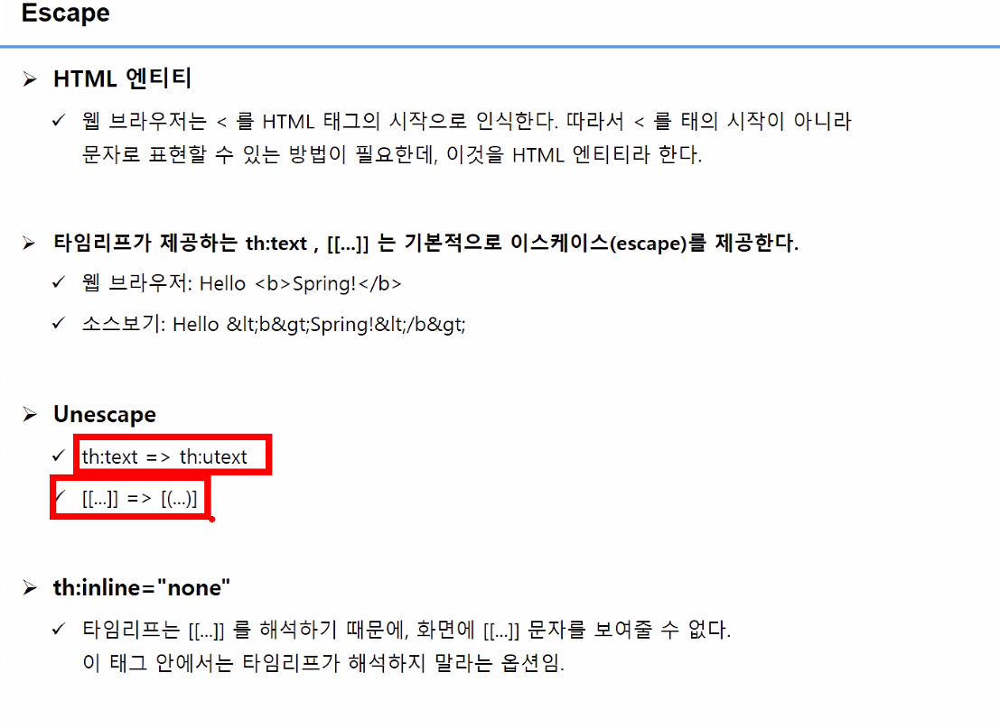 Escape
➢ HTML 엔티티
✓ 웹 브라우저는 < 를 HTML 태그의 시작으로 인식한다. 따라서 < 를 태의 시작이 아니라
문자로 표현할 수 있는 방법이 필요한데, 이것을 HTML 엔티티라 한다.
➢ 타임리프가 제공하는 th:text , [[...]] 는 기본적으로 이스케이스(escape)를 제공한다.
✓ 웹 브라우저: Hello <b>Spring!</b>
✓ 소스보기: Hello &lt;b&gt;Spring!&lt;/b&gt;
➢ Unescape
✓ th:text => th:utext
✓ [[...]] => [(...)]
➢ th:inline="none"
✓ 타임리프는 [[...]] 를 해석하기 때문에, 화면에 [[...]] 문자를 보여줄 수 없다.
이 태그 안에서는 타임리프가 해석하지 말라는 옵션임.